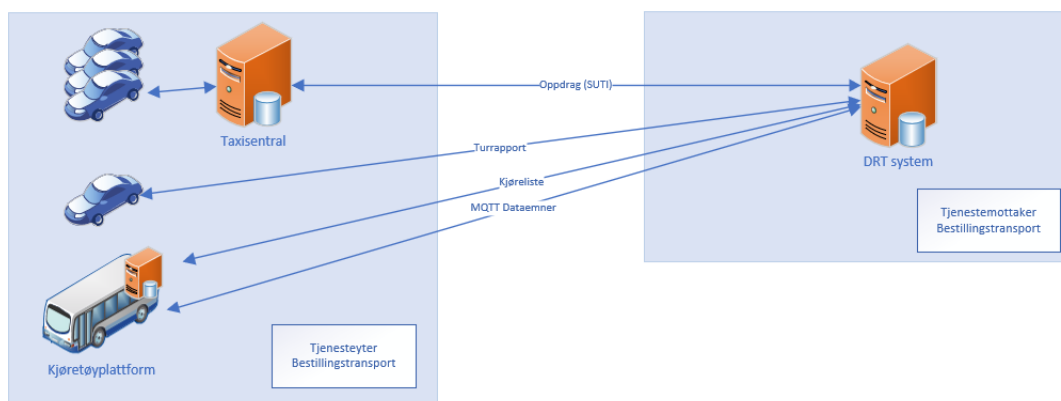 Oppdrag (SUTI)
Taxisentral
DRT system
Turrapport
Kjøreliste
MQTT Dataemner
Tjenestemottaker
Bestillingstransport
Tjenesteyter
Bestillingstransport
Kjøretøyplattform